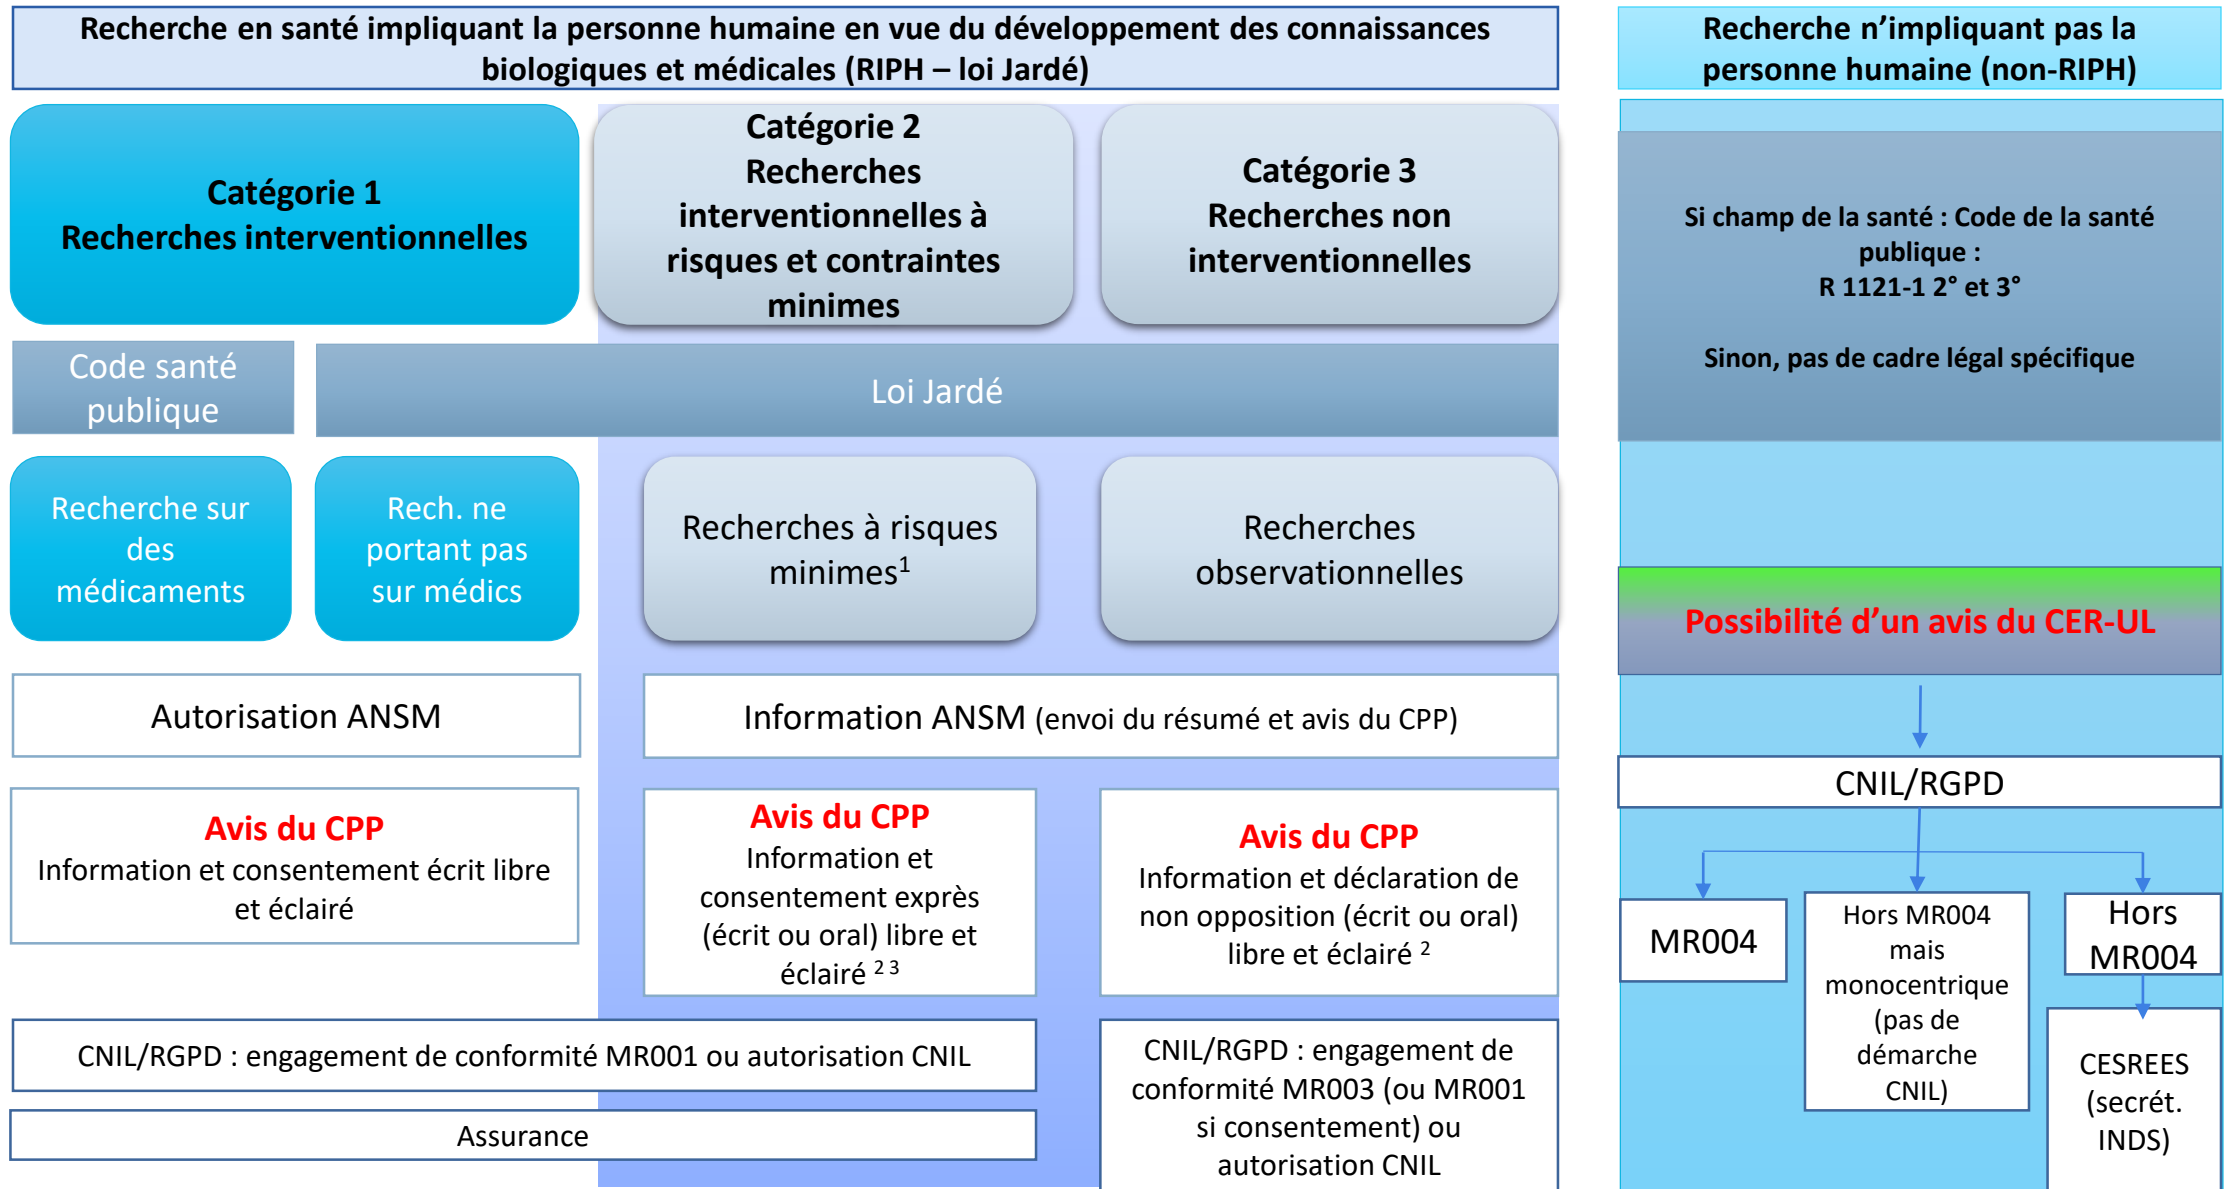 Recherche en santé impliquant la personne humaine en vue du développement des connaissances
biologiques et médicales (RIPH – loi Jardé)
Catégorie 1
Recherches interventionnelles
Catégorie 2
Recherches
interventionnelles à
risques et contraintes
minimes
Catégorie 3
Recherches non
interventionnelles
Code santé
publique
Loi Jardé
Recherche sur
des
médicaments
Rech. ne
portant pas
sur médics
Recherches à risques
minimes¹
Recherches
observationnelles
Autorisation ANSM
Information ANSM (envoi du résumé et avis du CPP)
Avis du CPP
Information et consentement écrit libre
et éclairé
Avis du CPP
Information et
consentement exprès
(écrit ou oral) libre et
éclairé ² ³
Avis du CPP
Information et déclaration de
non opposition (écrit ou oral)
libre et éclairé ²
CNIL/RGPD : engagement de conformité MR001 ou autorisation CNIL
Assurance
CNIL/RGPD : engagement de
conformité MR003 (ou MR001
si consentement) ou
autorisation CNIL
Recherche n’impliquant pas la
personne humaine (non-RIPH)
Si champ de la santé : Code de la santé
publique :
R 1121-1 2° et 3°
Sinon, pas de cadre légal spécifique
Possibilité d’un avis du CER-UL
CNIL/RGPD
MR004
Hors MR004
mais
monocentrique
(pas de
démarche
CNIL)
Hors
MR004
CESREES
(secrét.
INDS)